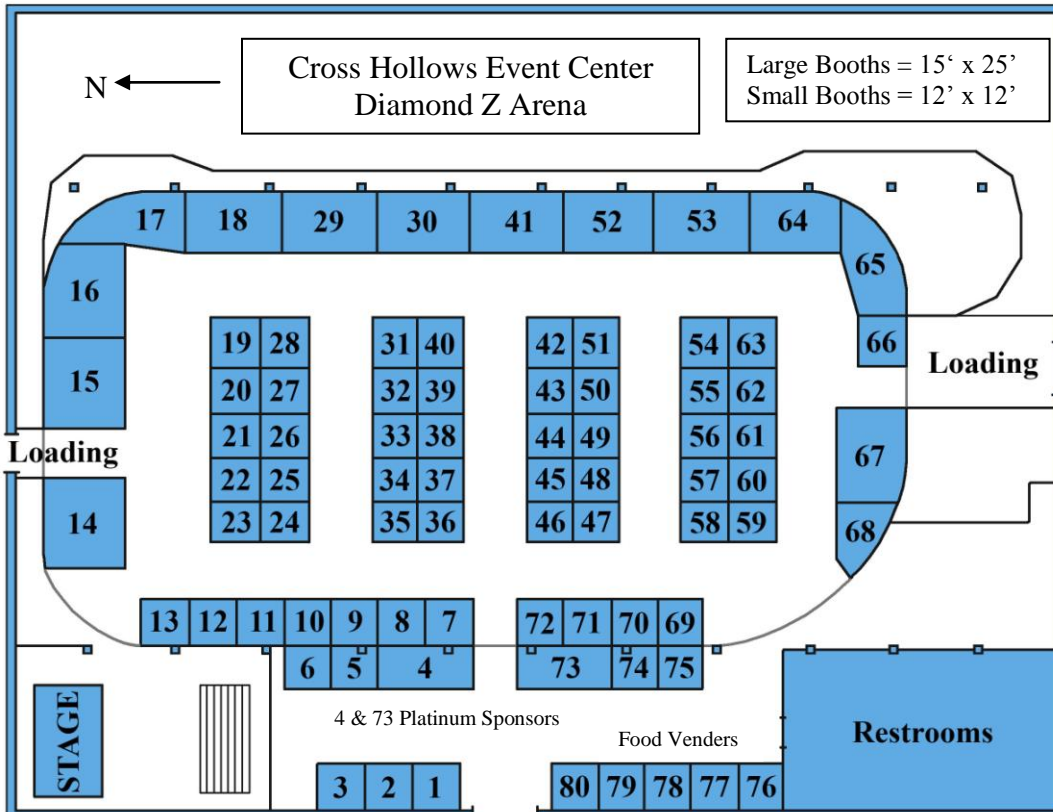 N
Cross Hollows Event Center
Diamond Z Arena
Large Booths = 15‘ x 25’
Small Booths = 12’ x 12’
17 18 29 30 41 52 53 64
65
16
66
Loading
15
19 28 31 40 42 51 54 63
20 27 32 39 43 50 55 62
21 26 33 38 44 49 56 61
22 25 34 37 45 48 57 60
23 24 35 36 46 47 58 59
Loading
14
67
68
13 12 11 10 9 8 7 72 71 70 69
6 5 4 73 74 75
4 & 73 Platinum Sponsors
Food Venders
STAGE
Restrooms
3 2 1 80 79 78 77 76